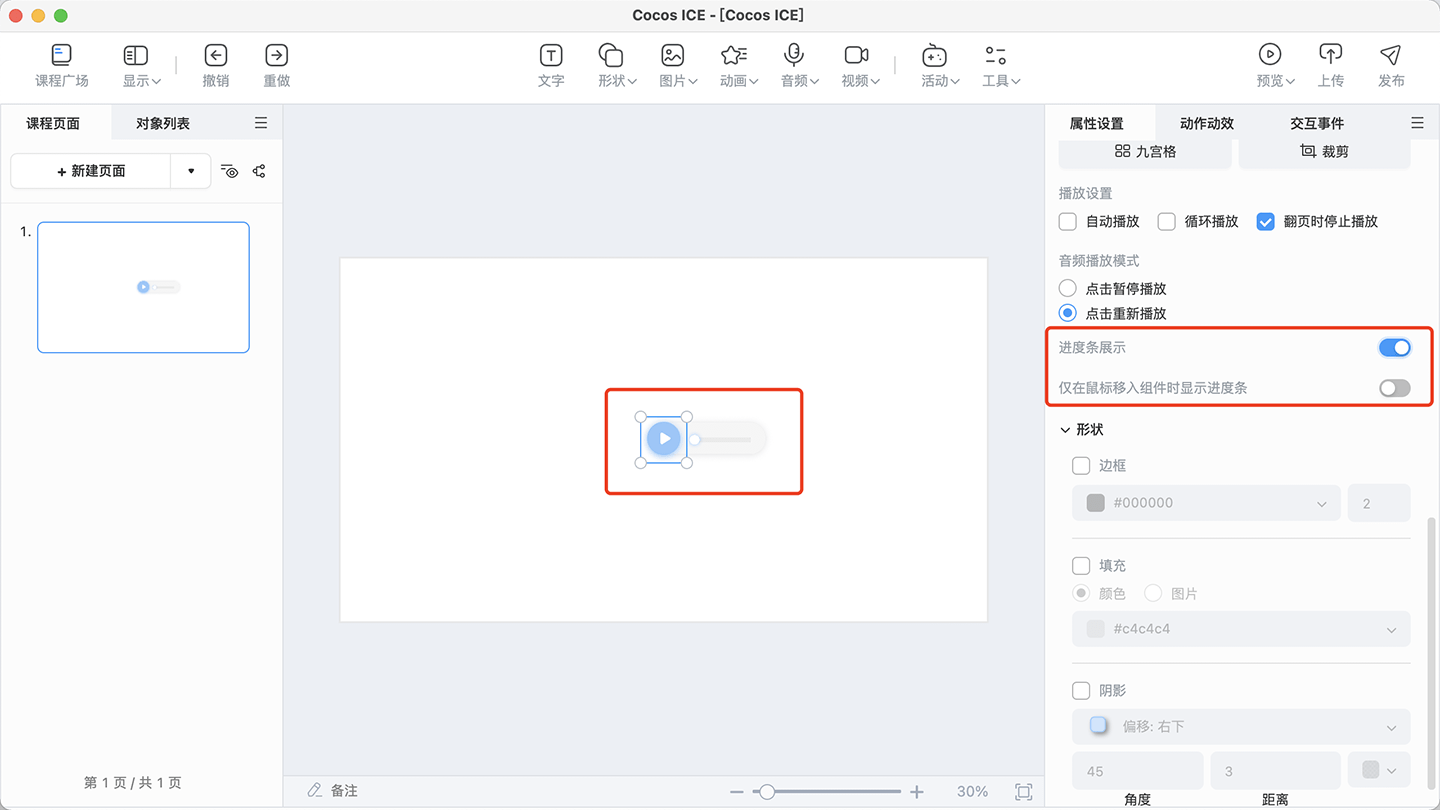 Cocos ICE - [Cocos ICE]
课程广场 显示 撤销 重做 文字 形状 图片 动画 音频 视频 活动 工具 预览 上传 发布
课程页面 对象列表
+ 新建页面
1.
第 1 页 / 共 1 页
备注
30%
属性设置 动作动效 交互事件
九宫格 裁剪
播放设置
自动播放 循环播放 翻页时停止播放
音频播放模式
点击暂停播放
点击重新播放
进度条展示
仅在鼠标移入组件时显示进度条
形状
边框
#000000 2
填充
颜色 图片
#c4c4c4
阴影
偏移: 右下
45 3
角度 距离